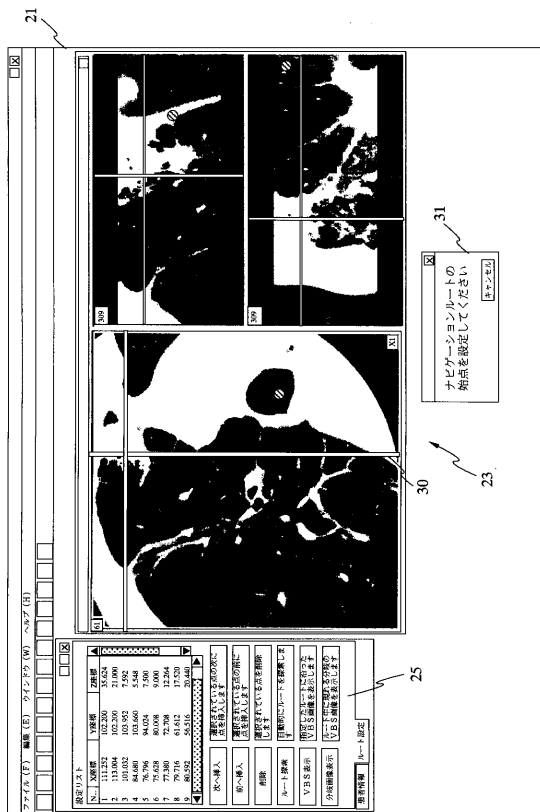 21
ファイル (F) 編集 (E) ウインドウ (W) ヘルプ (H)
設定リスト
N... X座標 Y座標 Z座標
1 111.252 102.200 35.624
2 113.004 102.200 21.000
3 101.032 103.952 7.592
4 84.680 103.660 5.548
5 76.796 94.024 7.500
6 75.628 80.008 9.000
7 77.380 72.708 12.264
8 79.716 61.612 17.520
9 80.592 56.516 20.440
次へ挿入
選択されている点の次に
点を挿入します
前へ挿入
選択されている点の前に
点を挿入します
削除
選択されている点を削除
します
ルート探索
自動的にルートを探索しま
す
VBS表示
指定したルートに沿った
VBS画像を表示します
分岐画像表示
ルート中に現れる分岐の
VBS画像を表示します
患者情報 ルート設定
25
61
X1
309
309
30
23
ナビゲーションルートの
始点を設定してください
キャンセル
31